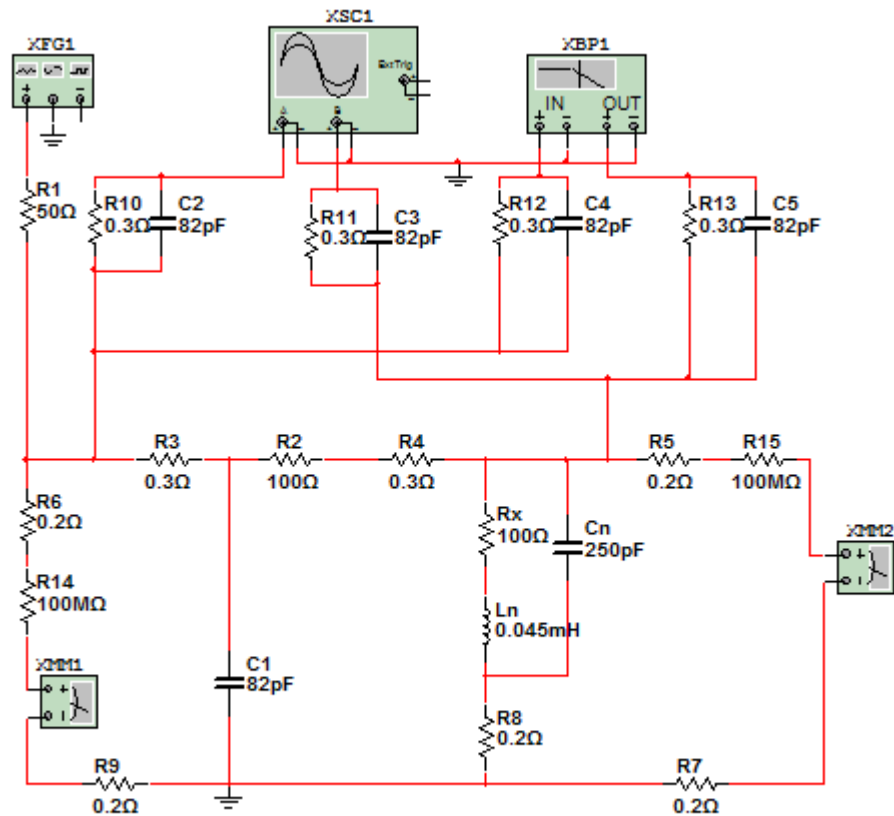 XFG1
XSC1
XBP1
Ext Trig
A
B
IN
OUT
R1
50Ω
R10
0.3Ω
C2
82pF
R11
0.3Ω
C3
82pF
R12
0.3Ω
C4
82pF
R13
0.3Ω
C5
82pF
R3
0.3Ω
R2
100Ω
R4
0.3Ω
R5
0.2Ω
R15
100MΩ
R6
0.2Ω
Rx
100Ω
Cn
250pF
XMM2
R14
100MΩ
Ln
0.045mH
XMM1
C1
82pF
R8
0.2Ω
R9
0.2Ω
R7
0.2Ω